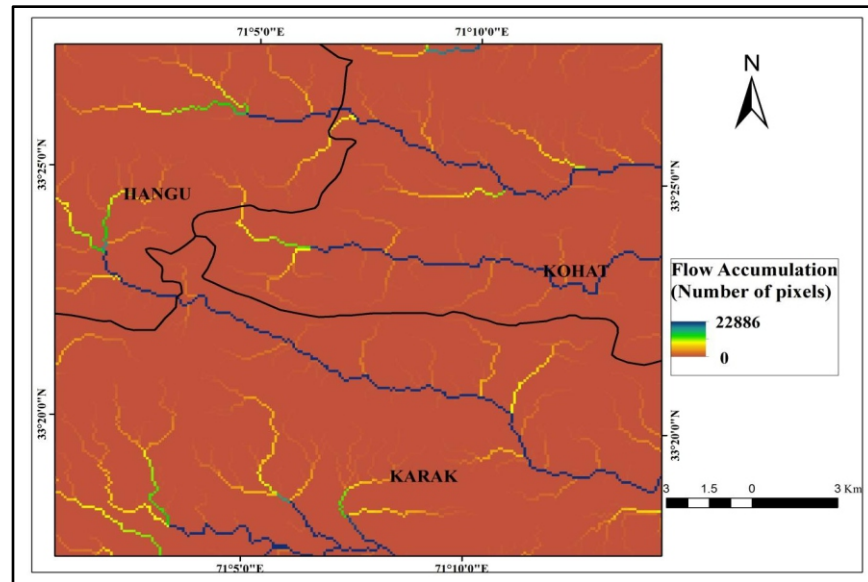 71°5'0"E
71°10'0"E
N
33°25'0"N
33°25'0"N
HANGU
KOHAT
Flow Accumulation
(Number of pixels)
22886
0
33°20'0"N
33°20'0"N
KARAK
3 1.5 0 3 Km
71°5'0"E
71°10'0"E